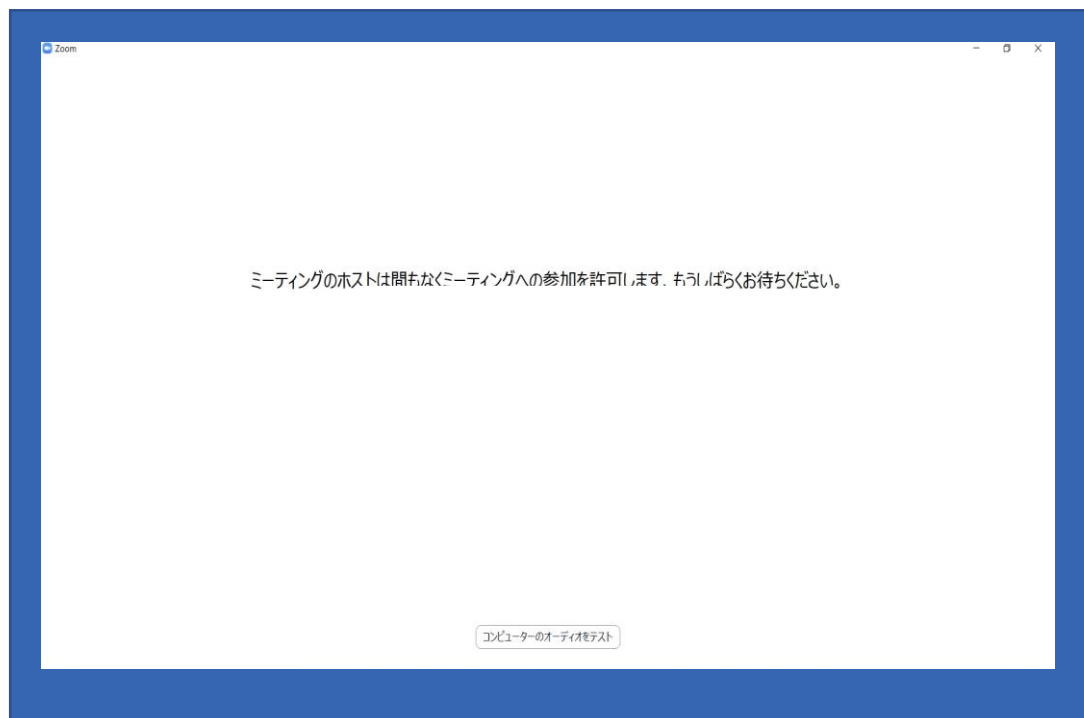 Zoom
ミーティングのホストは間もなくミーティングへの参加を許可します、もうしばらくお待ちください。
コンピューターのオーディオをテスト